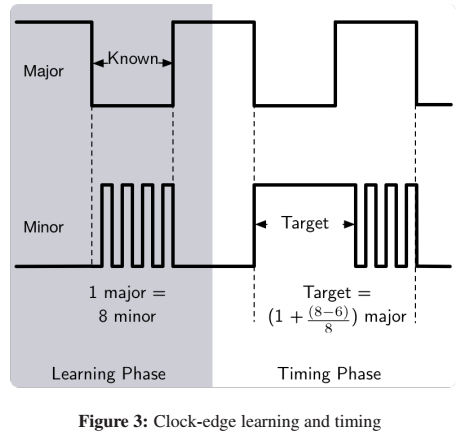 Major
Known
Minor
Target
1 major =
8 minor
Target =
(1 + (8−6)/8) major
Learning Phase
Timing Phase
Figure 3: Clock-edge learning and timing